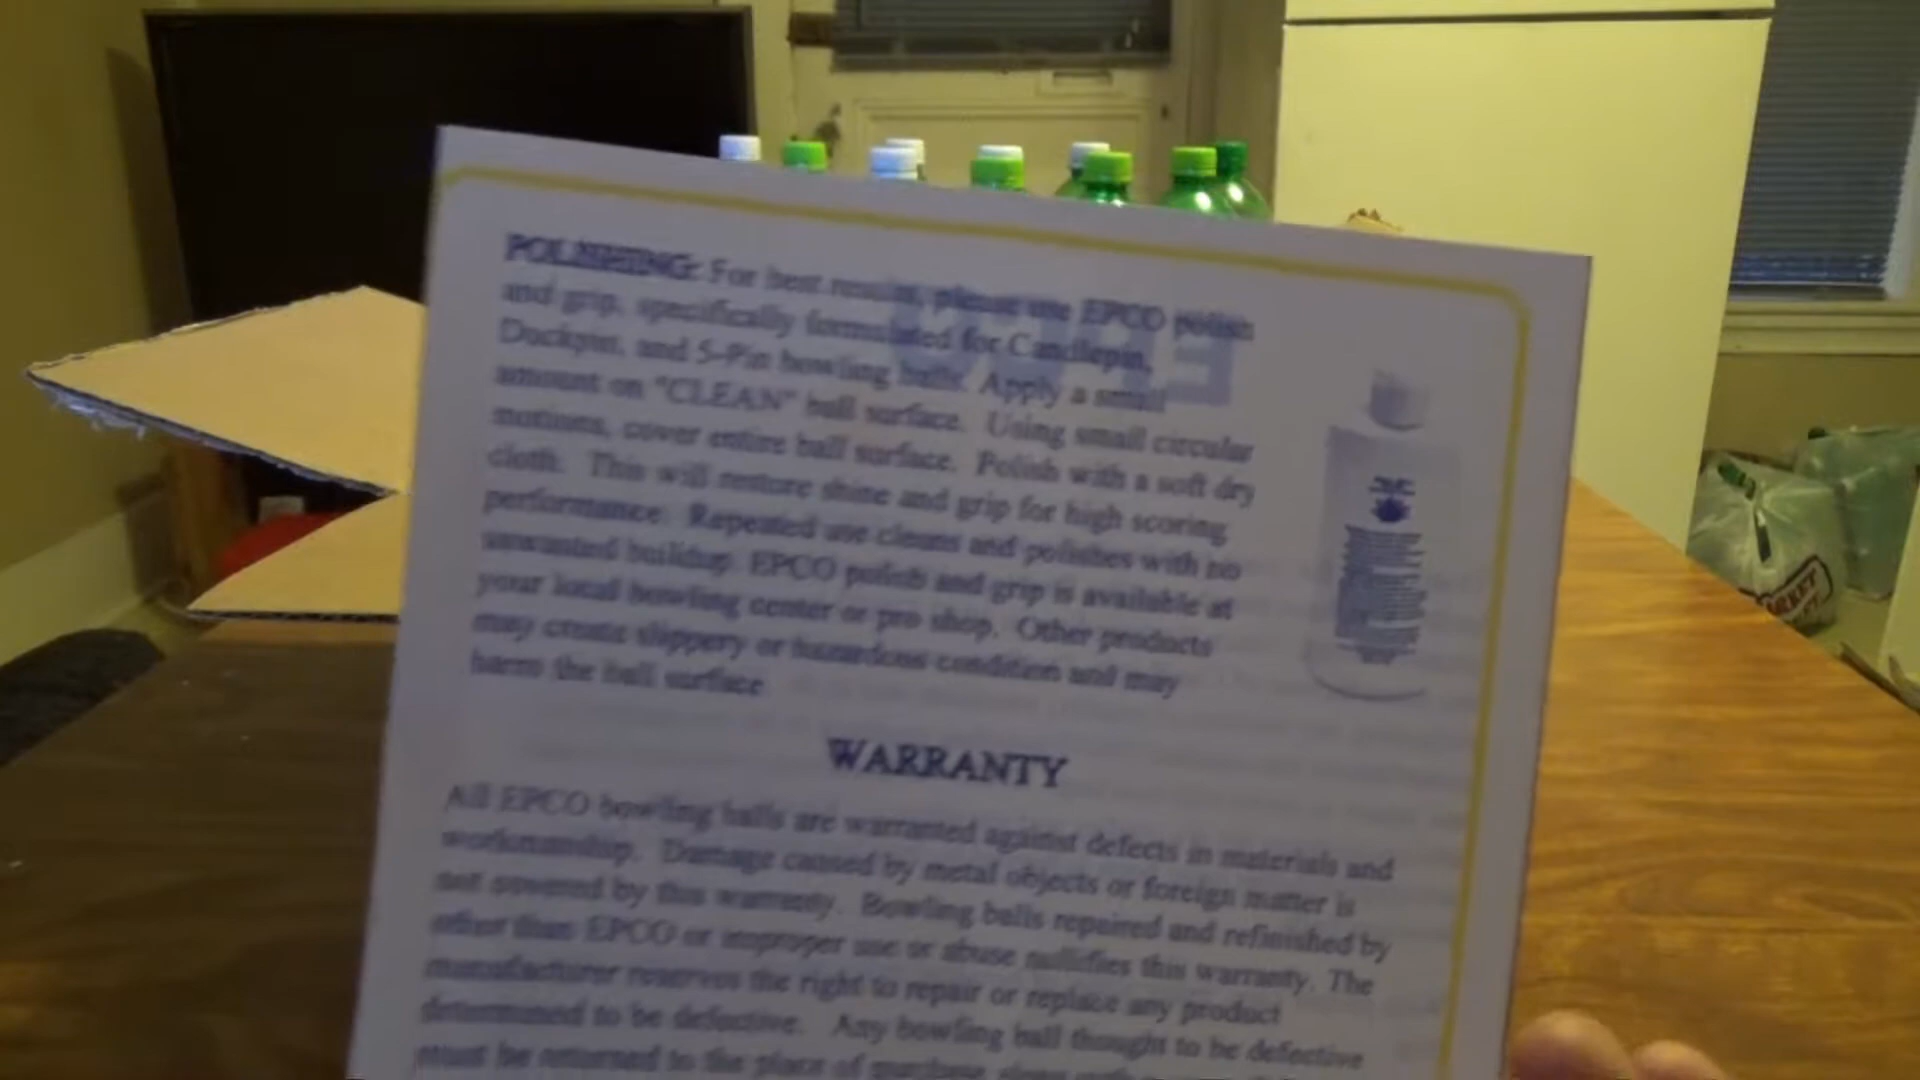 POLISHING: For best results, please use EPCO polish
and grip, specifically formulated for Candlepin,
Duckpin, and 5-Pin bowling balls. Apply a small
amount on "CLEAN" ball surface. Using small circular
motions, cover entire ball surface. Polish with a soft dry
cloth. This will restore shine and grip for high scoring
performance. Repeated use cleans and polishes with no
unwanted buildup. EPCO polish and grip is available at
your local bowling center or pro shop. Other products
may create slippery or hazardous condition and may
harm the ball surface.
WARRANTY
All EPCO bowling balls are warranted against defects in materials and
workmanship. Damage caused by metal objects or foreign matter is
not covered by this warranty. Bowling balls repaired and refinished by
other than EPCO or improper use or abuse nullifies this warranty. The
manufacturer reserves the right to repair or replace any product
determined to be defective. Any bowling ball thought to be defective
must be returned to the place of purchase